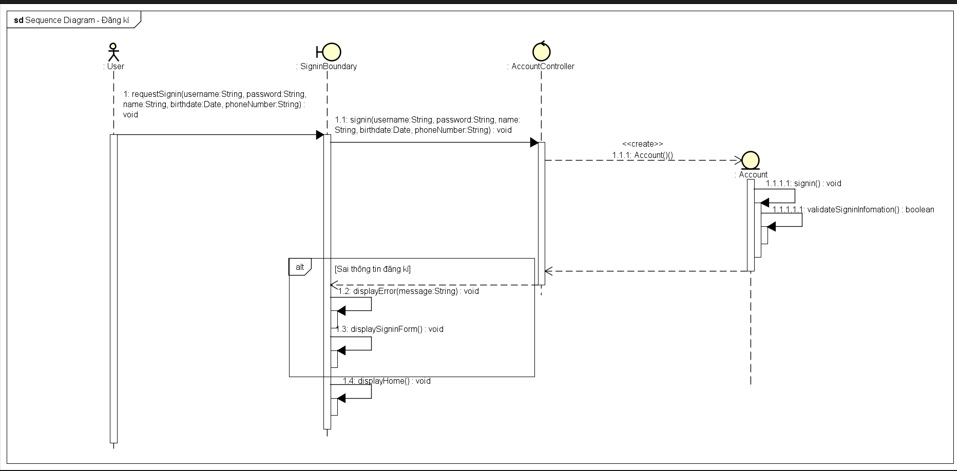 sd Sequence Diagram - Đăng kí
: User
: SigninBoundary
: AccountController
1: requestSignin(username:String, password:String,
name:String, birthdate:Date, phoneNumber:String) :
void
1.1: signin(username:String, password:String, name:
String, birthdate:Date, phoneNumber:String) : void
<<create>>
1.1.1: Account()()
: Account
1.1.1.1: signin() : void
1.1.1.1.1: validateSigninInfomation() : boolean
alt
[Sai thông tin đăng kí]
1.2: displayError(message:String) : void
1.3: displaySigninForm() : void
1.4: displayHome() : void